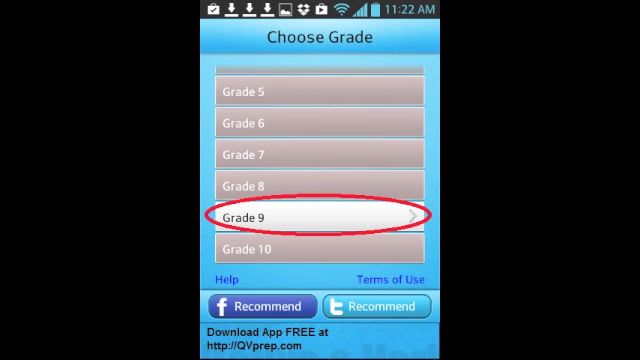 11:22 AM
Choose Grade
Grade 5
Grade 6
Grade 7
Grade 8
Grade 9
Grade 10
Help Terms of Use
f Recommend t Recommend
Download App FREE at
http://QVprep.com